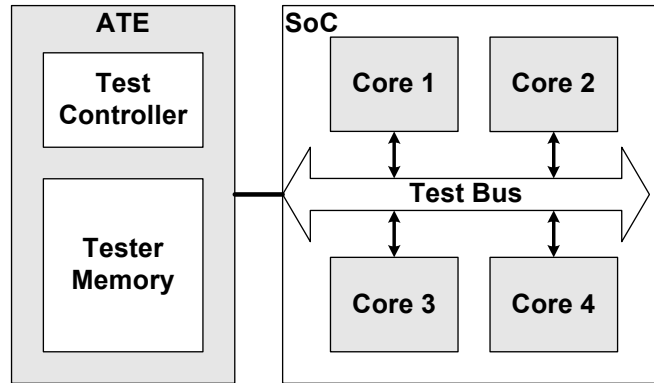 ATE
Test
Controller
Tester
Memory
SoC
Core 1
Core 2
Test Bus
Core 3
Core 4